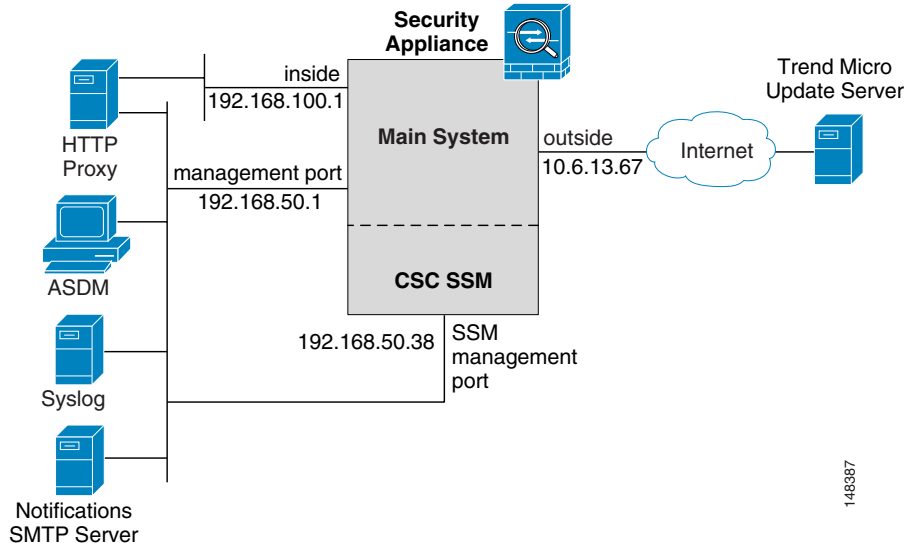 Security
Appliance
inside
192.168.100.1
Trend Micro
Update Server
HTTP
Proxy
Main System
outside
10.6.13.67
Internet
management port
192.168.50.1
ASDM
CSC SSM
192.168.50.38
SSM
management
port
Syslog
Notifications
SMTP Server
148387